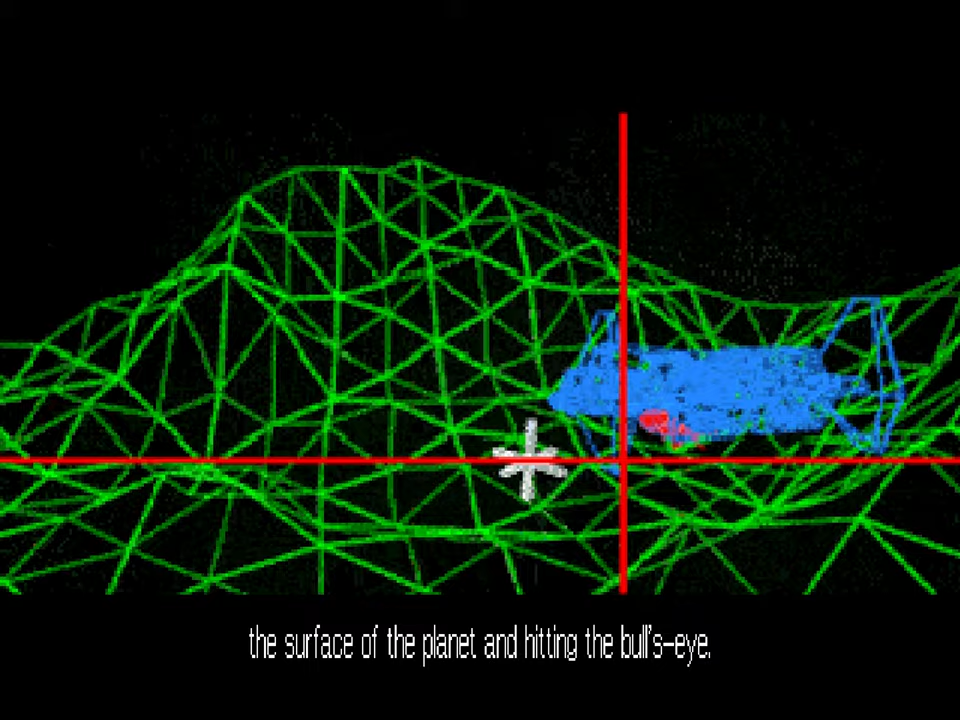 the surface of the planet and hitting the bull's-eye.